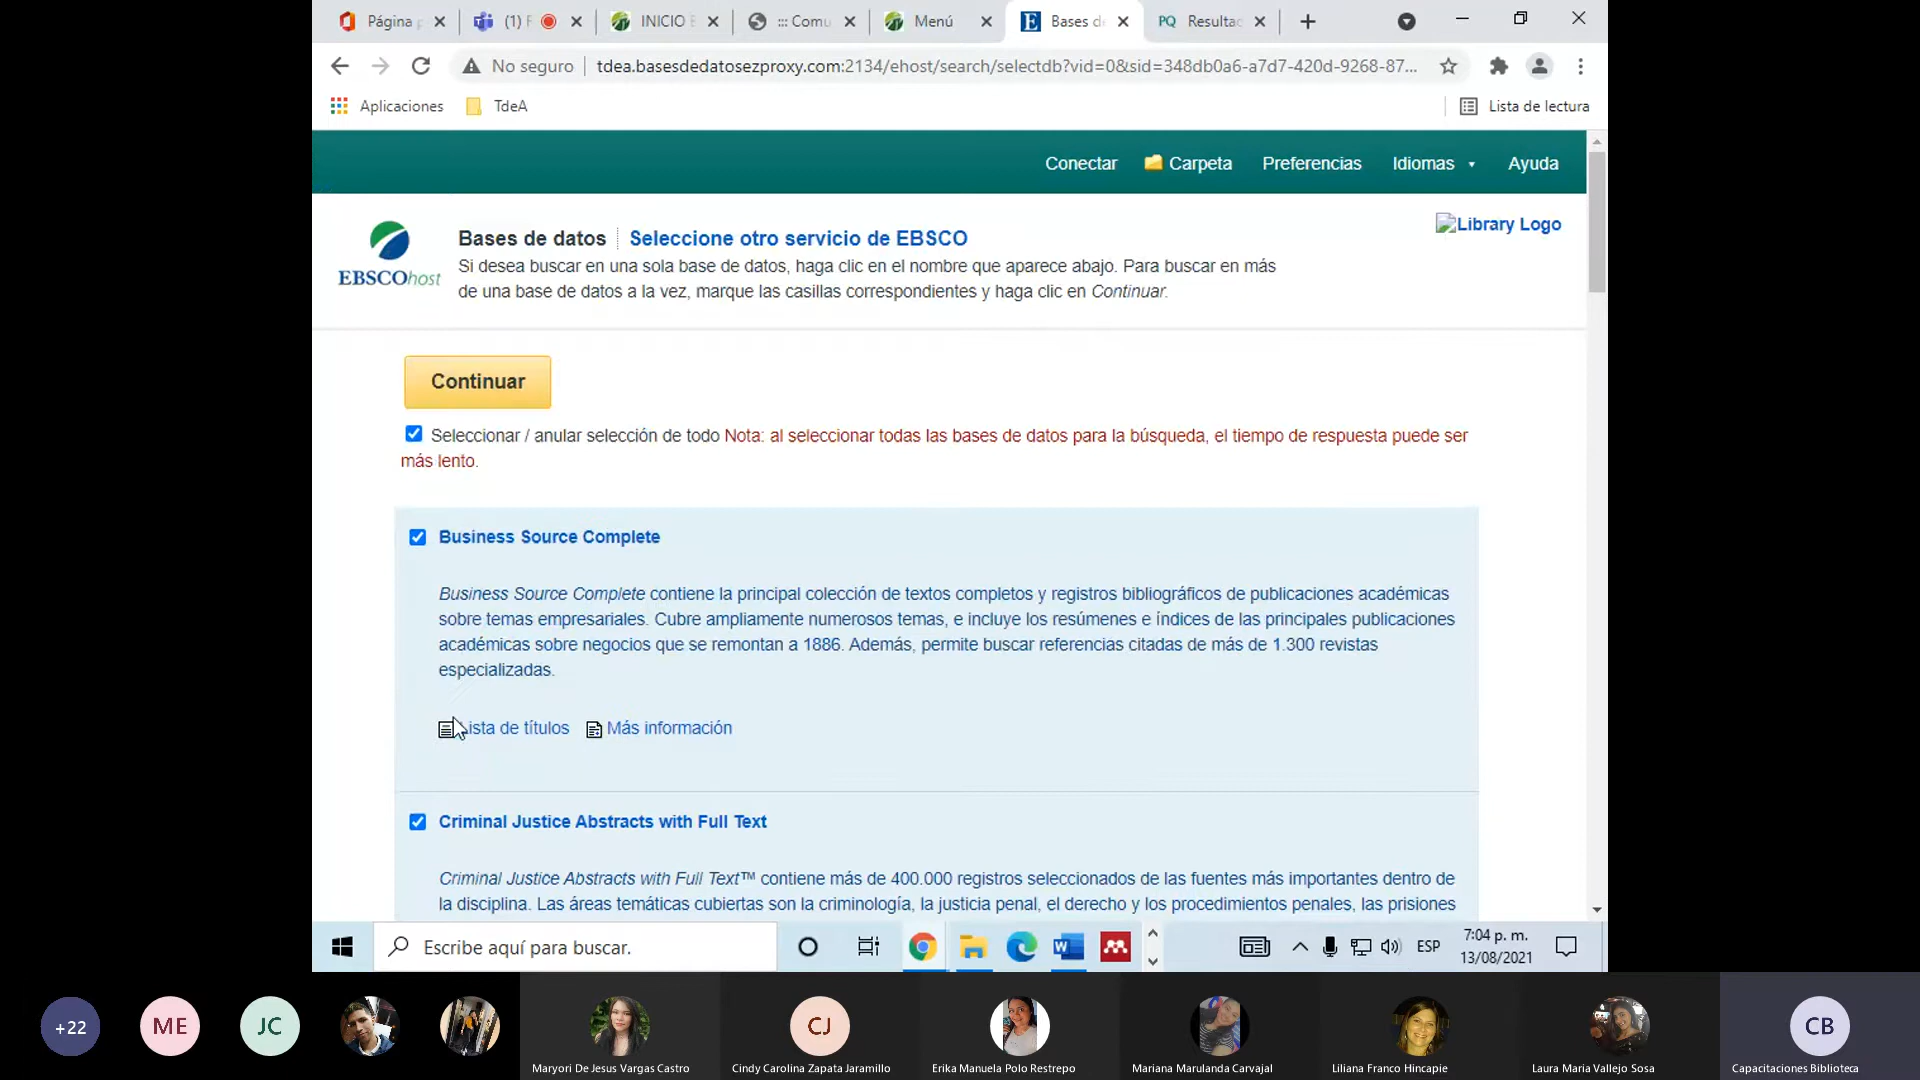 Página
(1)
INICIO
::: Comu
Menú
Bases de
PQ Resultac
No seguro
tdea.basesdedatosezproxy.com:2134/ehost/search/selectdb?vid=0&sid=348db0a6-a7d7-420d-9268-87...
Aplicaciones
TdeA
Lista de lectura
Conectar
Carpeta
Preferencias
Idiomas
Ayuda
EBSCOhost
Bases de datos
Seleccione otro servicio de EBSCO
Library Logo
Si desea buscar en una sola base de datos, haga clic en el nombre que aparece abajo. Para buscar en más
de una base de datos a la vez, marque las casillas correspondientes y haga clic en Continuar.
Continuar
Seleccionar / anular selección de todo Nota: al seleccionar todas las bases de datos para la búsqueda, el tiempo de respuesta puede ser
más lento.
Business Source Complete
Business Source Complete contiene la principal colección de textos completos y registros bibliográficos de publicaciones académicas
sobre temas empresariales. Cubre ampliamente numerosos temas, e incluye los resúmenes e índices de las principales publicaciones
académicas sobre negocios que se remontan a 1886. Además, permite buscar referencias citadas de más de 1.300 revistas
especializadas.
Lista de títulos
Más información
Criminal Justice Abstracts with Full Text
Criminal Justice Abstracts with Full Text™ contiene más de 400.000 registros seleccionados de las fuentes más importantes dentro de
la disciplina. Las áreas temáticas cubiertas son la criminología, la justicia penal, el derecho y los procedimientos penales, las prisiones
Escribe aquí para buscar.
ESP
7:04 p. m.
13/08/2021
+22
ME
JC
CJ
CB
Maryori De Jesus Vargas Castro
Cindy Carolina Zapata Jaramillo
Erika Manuela Polo Restrepo
Mariana Marulanda Carvajal
Liliana Franco Hincapie
Laura Maria Vallejo Sosa
Capacitaciones Biblioteca